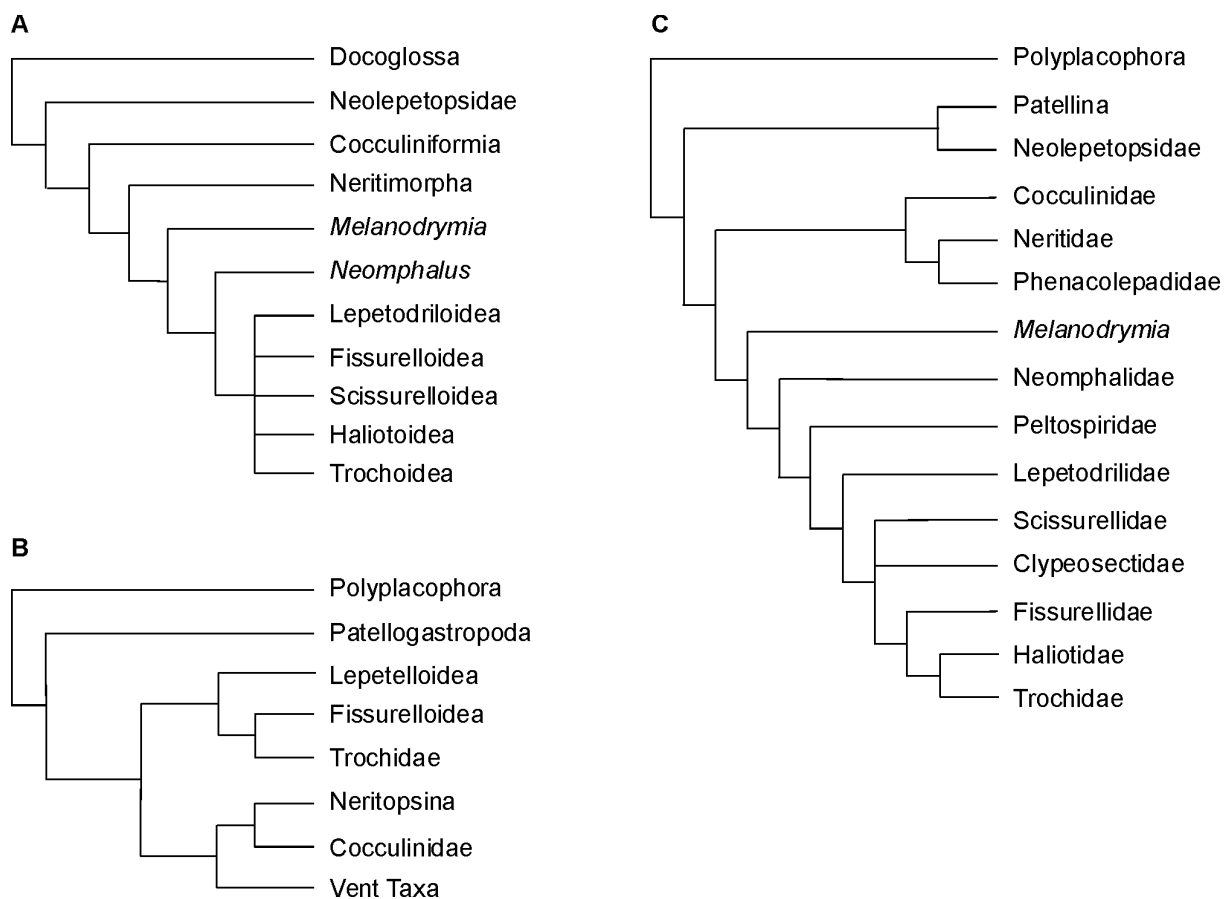 A
Docoglossa
Neolepetopsidae
Cocculiniformia
Neritimorpha
Melanodrymia
Neomphalus
Lepetodriloidea
Fissurelloidea
Scissurelloidea
Haliotoidea
Trochoidea
B
Polyplacophora
Patellogastropoda
Lepetelloidea
Fissurelloidea
Trochidae
Neritopsina
Cocculinidae
Vent Taxa
C
Polyplacophora
Patellina
Neolepetopsidae
Cocculinidae
Neritidae
Phenacolepadidae
Melanodrymia
Neomphalidae
Peltospiridae
Lepetodrilidae
Scissurellidae
Clypeosectidae
Fissurellidae
Haliotidae
Trochidae